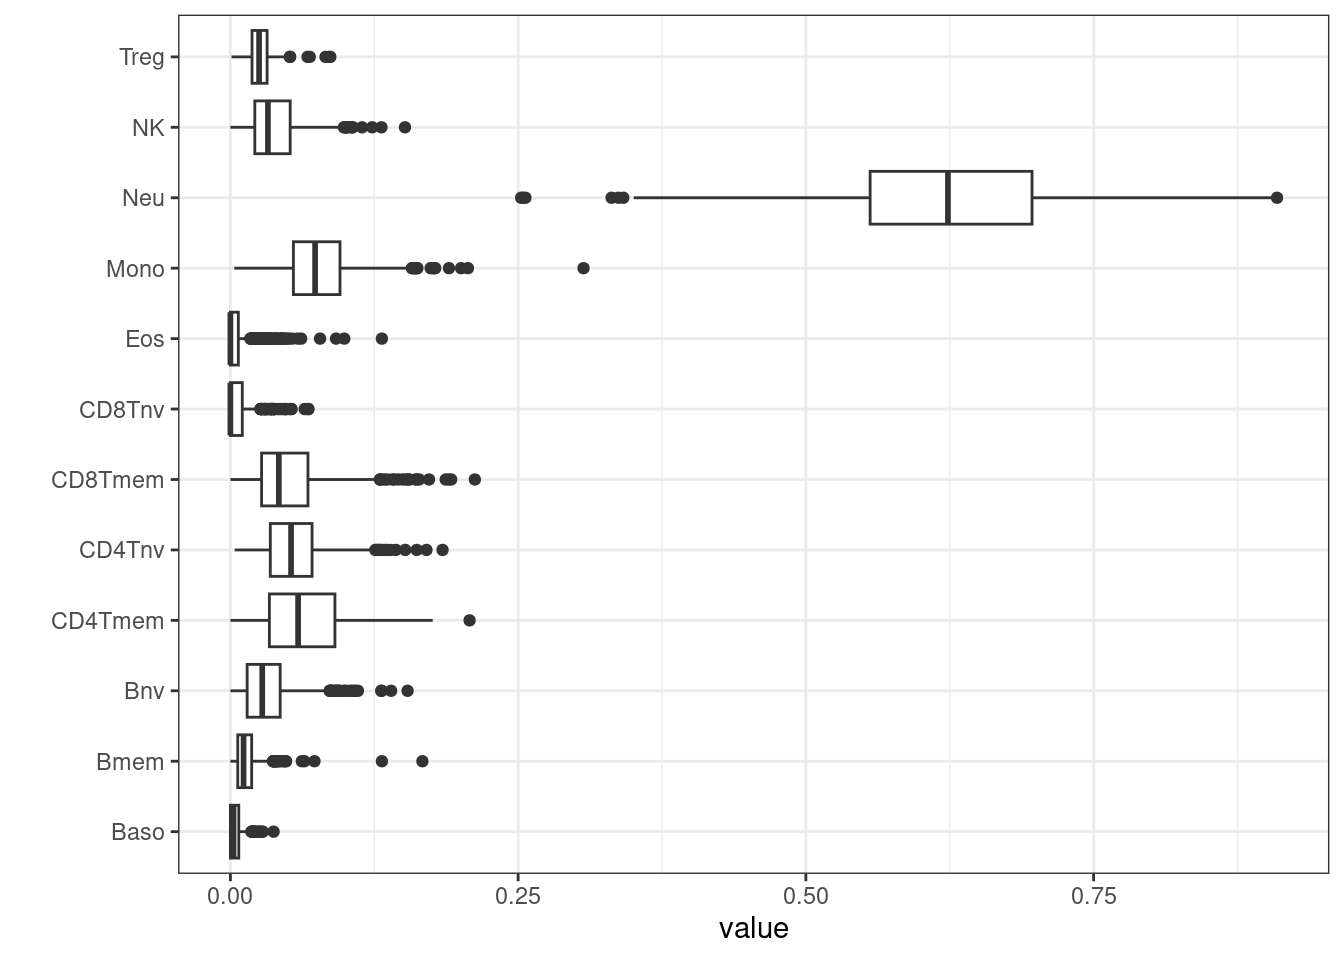 Treg
NK
Neu
Mono
Eos
CD8Tnv
CD8Tmem
CD4Tnv
CD4Tmem
Bnv
Bmem
Baso
0.00 0.25 0.50 0.75
value